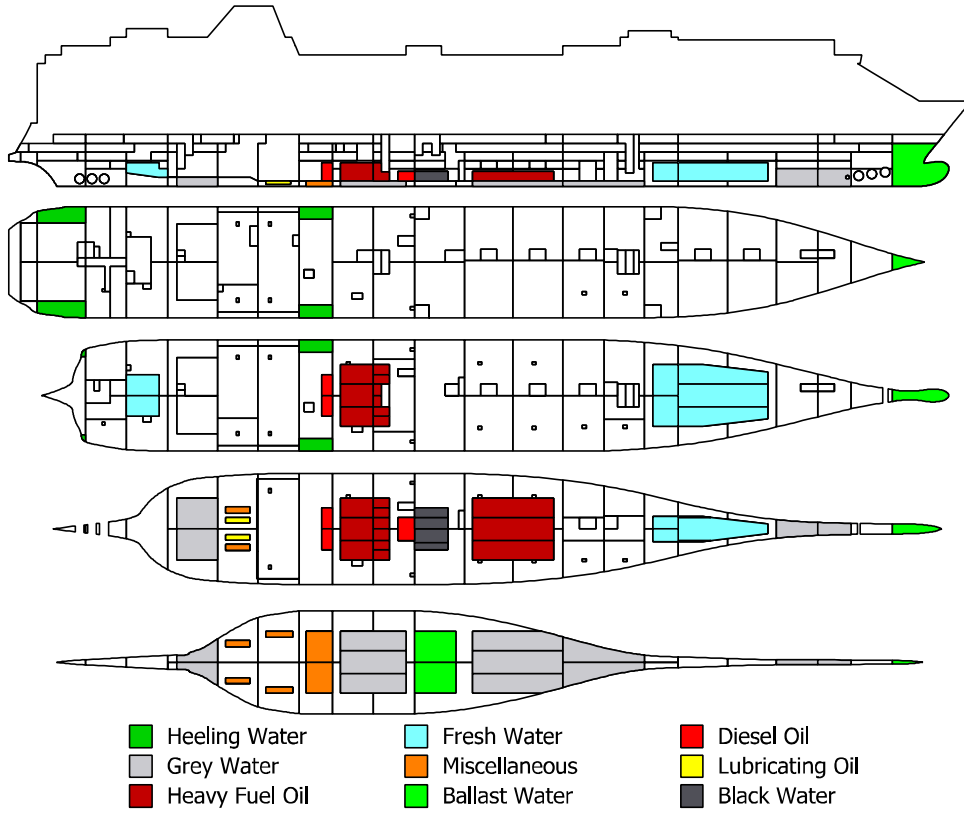 Heeling Water Fresh Water Diesel Oil
Grey Water Miscellaneous Lubricating Oil
Heavy Fuel Oil Ballast Water Black Water